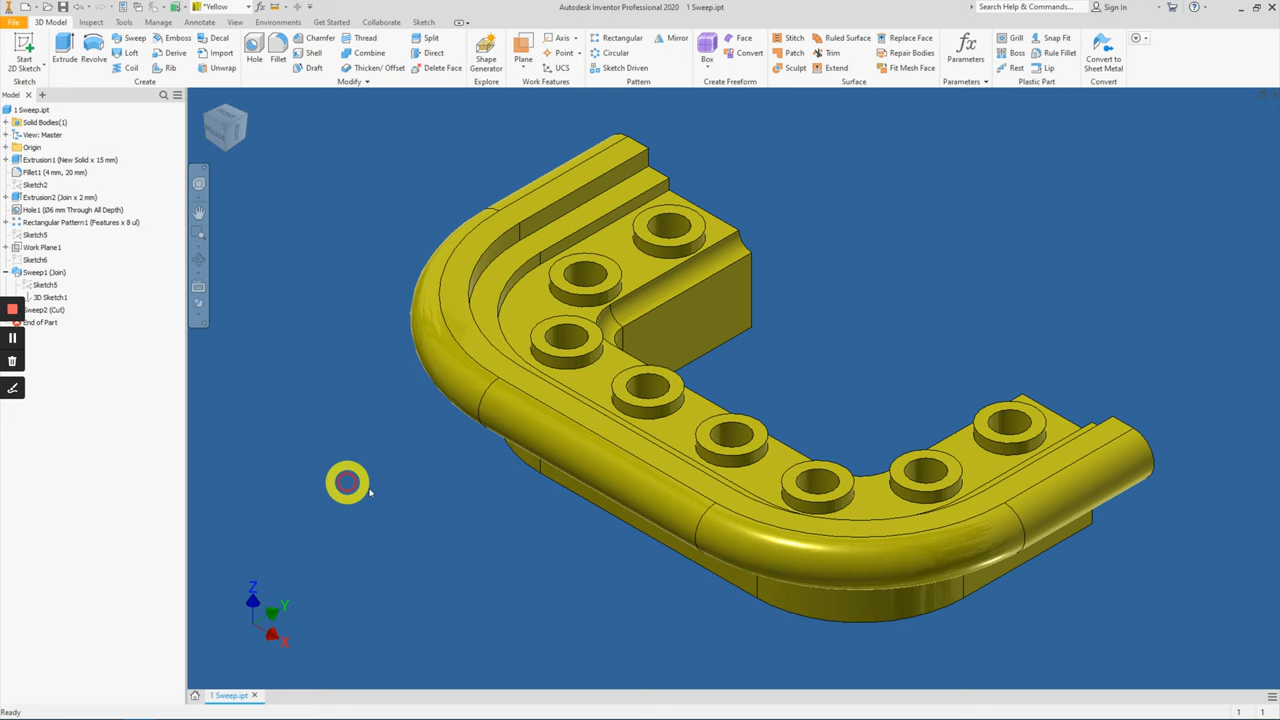 *Yellow
Autodesk Inventor Professional 2020   1 Sweep.ipt
Search Help & Commands...
Sign In
File   3D Model   Sketch   Inspect   Tools   Manage   Annotate   View   Environments   Get Started   Collaborate   Sketch
Start
2D Sketch
Sketch
Extrude
Revolve
Sweep
Loft
Coil
Emboss
Derive
Rib
Decal
Import
Unwrap
Create
Hole
Fillet
Chamfer
Shell
Draft
Thread
Combine
Thicken/ Offset
Split
Direct
Delete Face
Modify
Shape
Generator
Explore
Plane
Axis
Point
UCS
Work Features
Rectangular
Circular
Sketch Driven
Mirror
Pattern
Box
Face
Convert
Create Freeform
Stitch
Patch
Sculpt
Ruled Surface
Trim
Extend
Replace Face
Repair Bodies
Fit Mesh Face
Surface
fx
Parameters
Parameters
Grill
Boss
Rest
Snap Fit
Rule Fillet
Lip
Plastic Part
Convert to
Sheet Metal
Convert
Model
1 Sweep.ipt
Solid Bodies(1)
View: Master
Origin
Extrusion1 (New Solid x 15 mm)
Fillet1 (4 mm, 20 mm)
Sketch2
Extrusion2 (Join x 2 mm)
Hole1 (Ø6 mm Through All Depth)
Rectangular Pattern1 (Features x 8 ul)
Sketch5
Work Plane1
Sketch6
Sweep1 (Join)
Sketch5
3D Sketch1
Sweep2 (Cut)
End of Part
Z
Y
X
1 Sweep.ipt
Ready
1   1